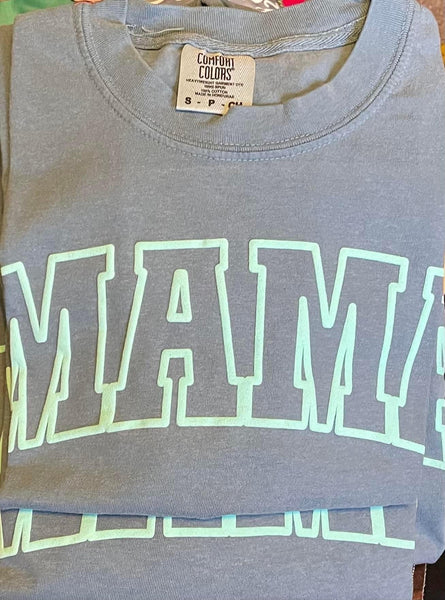 COMFORT
COLORS
HEAVYWEIGHT GARMENT DYE
RING SPUN
100% COTTON
MADE IN HONDURAS
S - P - CH
MAMA